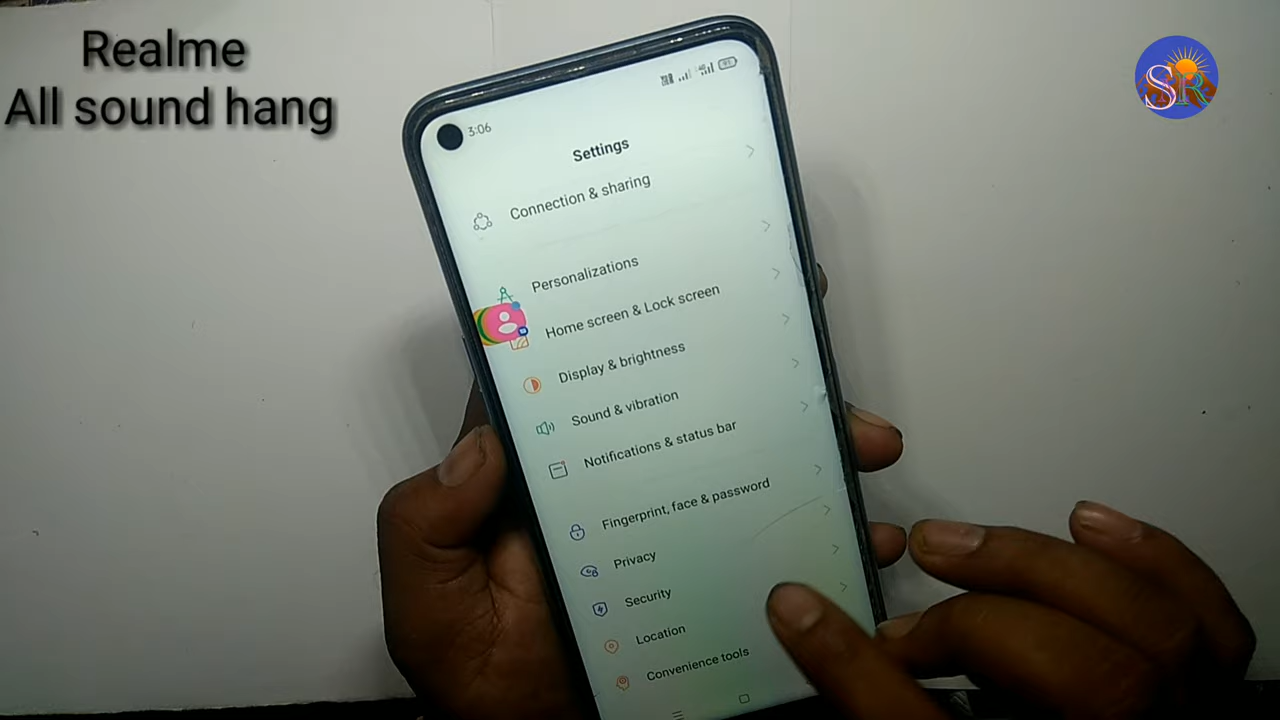 Realme
All sound hang
SR
3:06
Settings
Connection & sharing
Personalizations
Home screen & Lock screen
Display & brightness
Sound & vibration
Notifications & status bar
Fingerprint, face & password
Privacy
Security
Location
Convenience tools